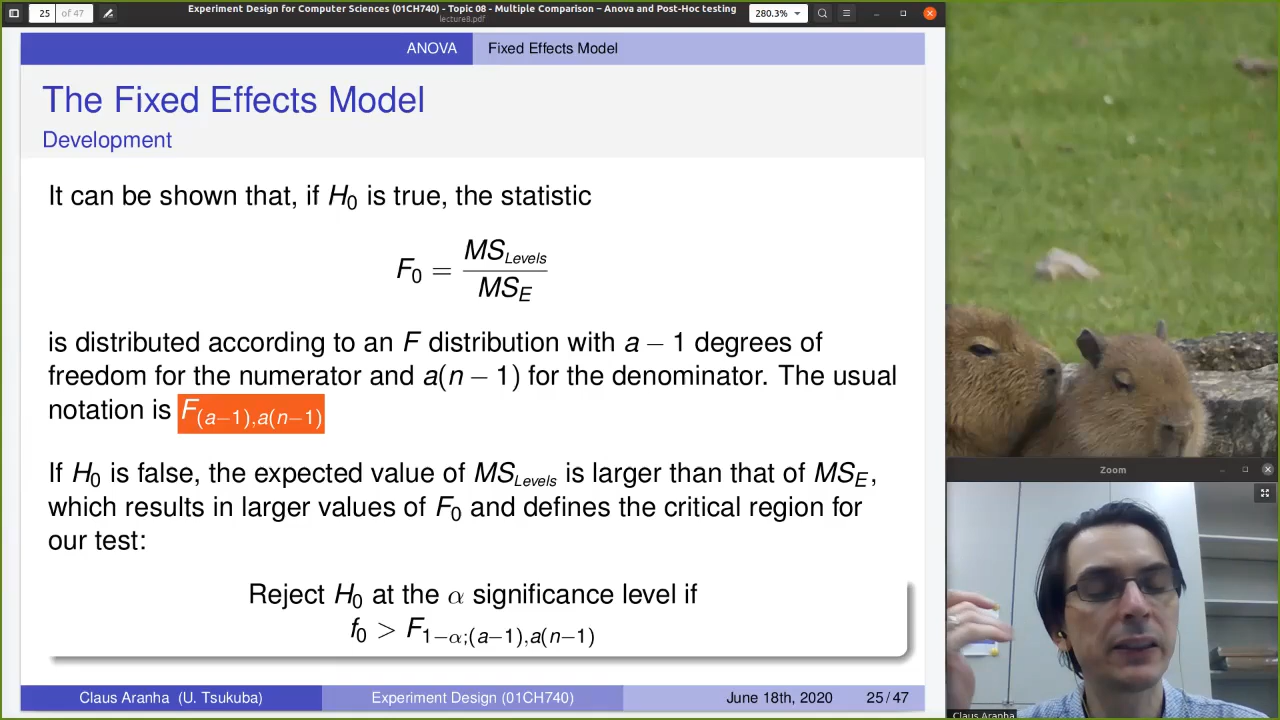 25 of 47
Experiment Design for Computer Sciences (01CH740) - Topic 08 - Multiple Comparison – Anova and Post-Hoc testing
lecture8.pdf
280.3%
ANOVA Fixed Effects Model
The Fixed Effects Model
Development
It can be shown that, if H0 is true, the statistic
F0 = MSLevels / MSE
is distributed according to an F distribution with a − 1 degrees of
freedom for the numerator and a(n − 1) for the denominator. The usual
notation is F(a−1),a(n−1)
If H0 is false, the expected value of MSLevels is larger than that of MSE,
which results in larger values of F0 and defines the critical region for
our test:
Reject H0 at the α significance level if
f0 > F1−α;(a−1),a(n−1)
Claus Aranha (U. Tsukuba) Experiment Design (01CH740) June 18th, 2020 25 / 47
Zoom
Claus Aranha